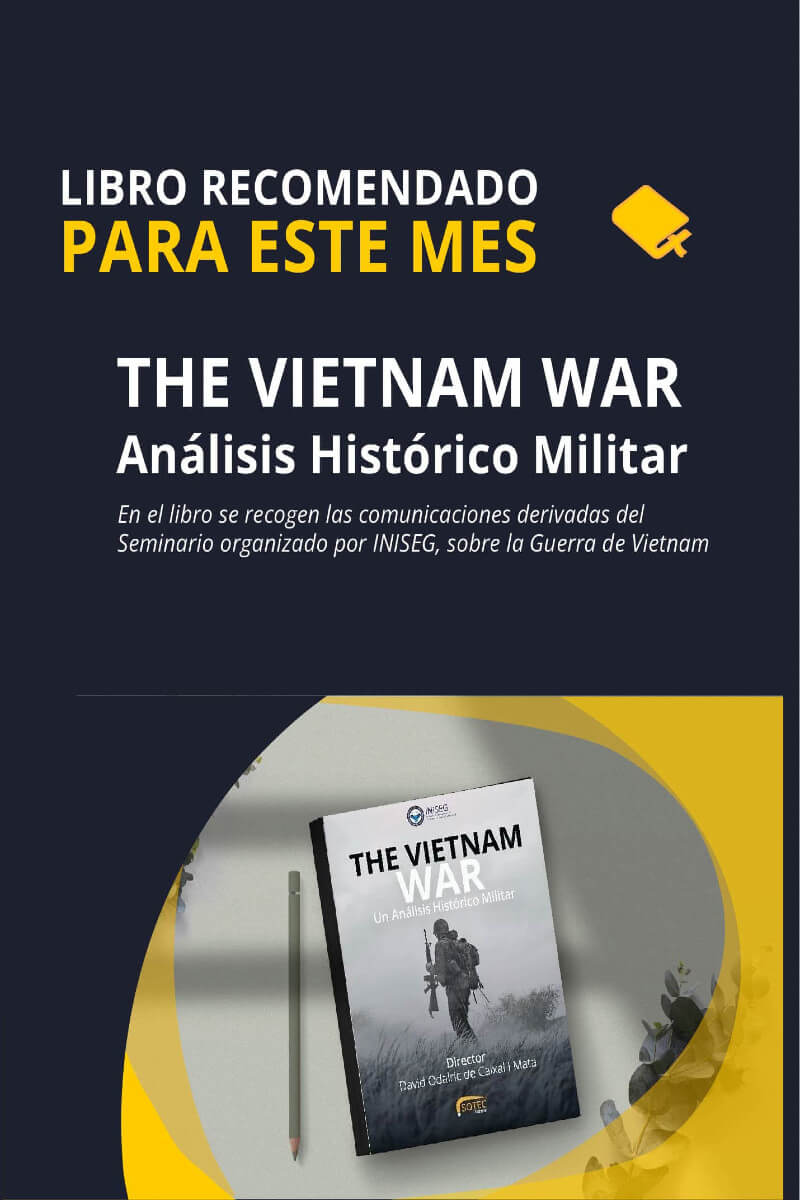 LIBRO RECOMENDADO
PARA ESTE MES
THE VIETNAM WAR
Análisis Histórico Militar
En el libro se recogen las comunicaciones derivadas del
Seminario organizado por INISEG, sobre la Guerra de Vietnam
INISEG
THE VIETNAM
WAR
Un Análisis Histórico Militar
Director
David Odalric de Caixal i Mata
SOTEC